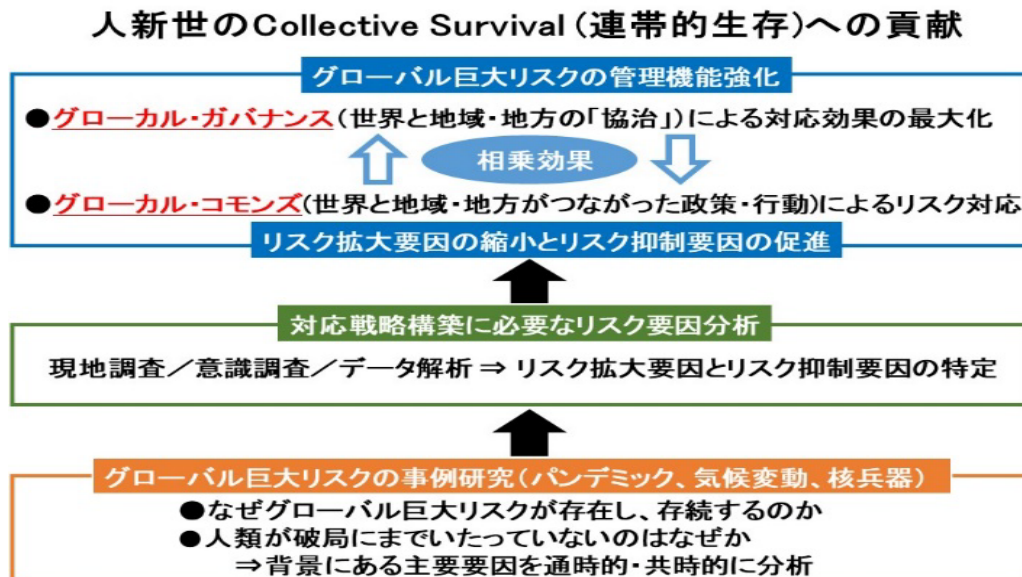 人新世のCollective Survival(連帯的生存)への貢献
グローバル巨大リスクの管理機能強化
●グローカル・ガバナンス(世界と地域・地方の「協治」)による対応効果の最大化
相乗効果
●グローカル・コモンズ(世界と地域・地方がつながった政策・行動)によるリスク対応
リスク拡大要因の縮小とリスク抑制要因の促進
対応戦略構築に必要なリスク要因分析
現地調査／意識調査／データ解析⇒リスク拡大要因とリスク抑制要因の特定
グローバル巨大リスクの事例研究(パンデミック、気候変動、核兵器)
●なぜグローバル巨大リスクが存在し、存続するのか
●人類が破局にまでいたっていないのはなぜか
⇒背景にある主要要因を通時的・共時的に分析